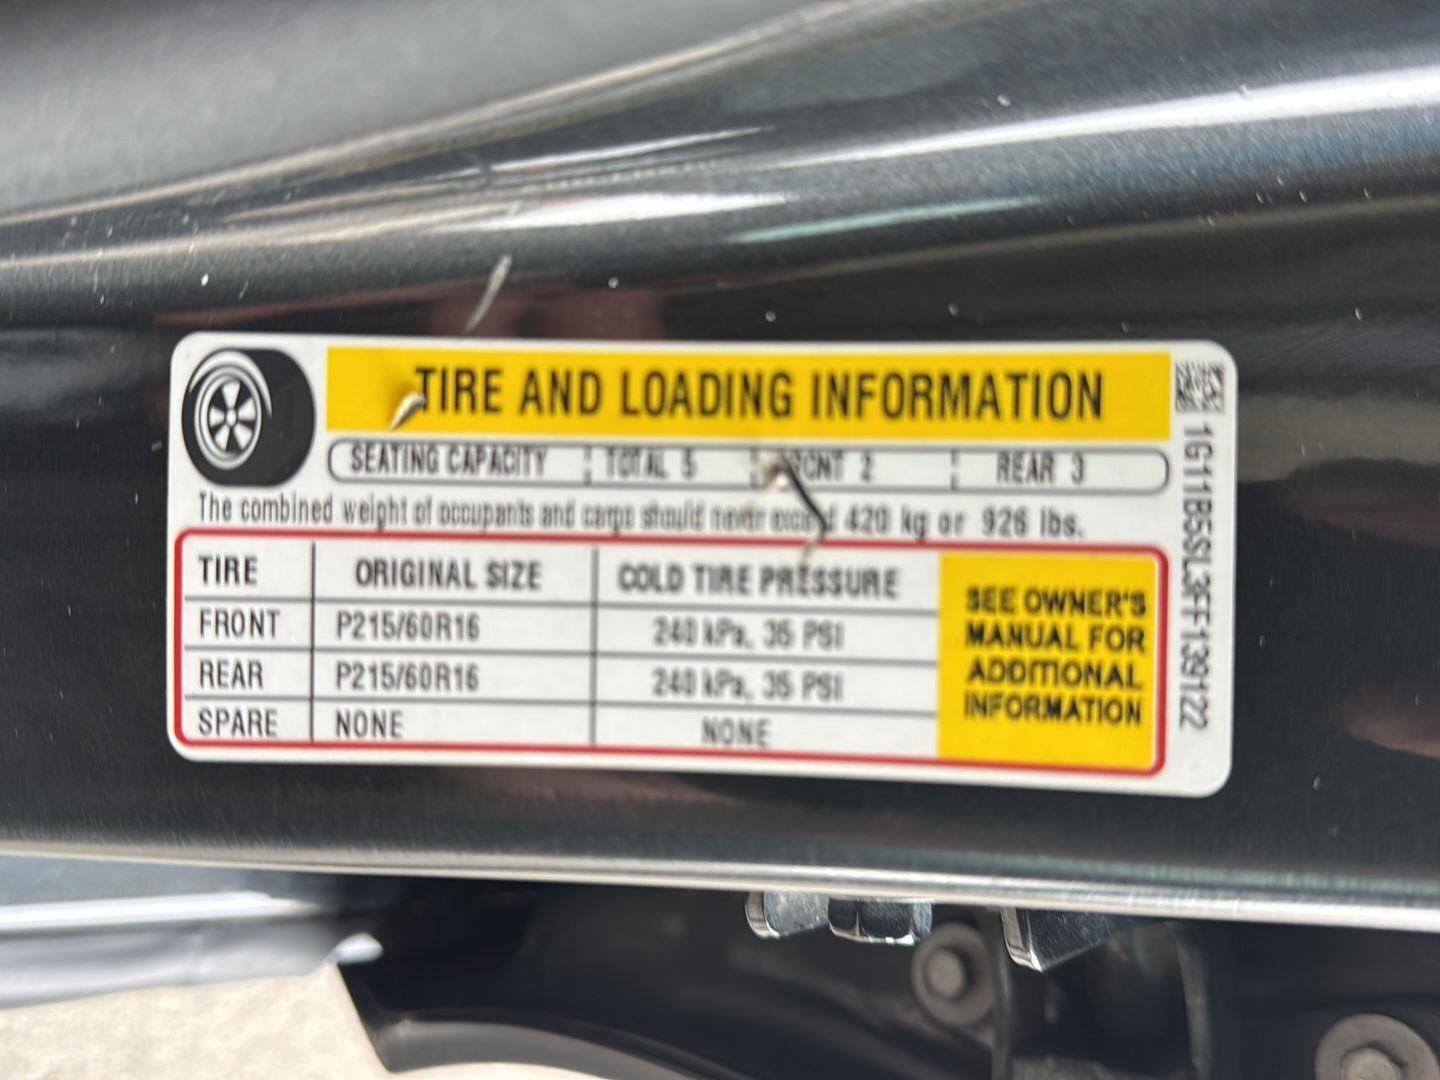 TIRE AND LOADING INFORMATION
SEATING CAPACITY TOTAL 5 FRONT 2 REAR 3
The combined weight of occupants and cargo should never exceed 420 kg or 926 lbs.
TIRE ORIGINAL SIZE COLD TIRE PRESSURE
FRONT P215/60R16 240 kPa, 35 PSI
REAR P215/60R16 240 kPa, 35 PSI
SPARE NONE NONE
SEE OWNER'S
MANUAL FOR
ADDITIONAL
INFORMATION
1G11B5SL3FF139122